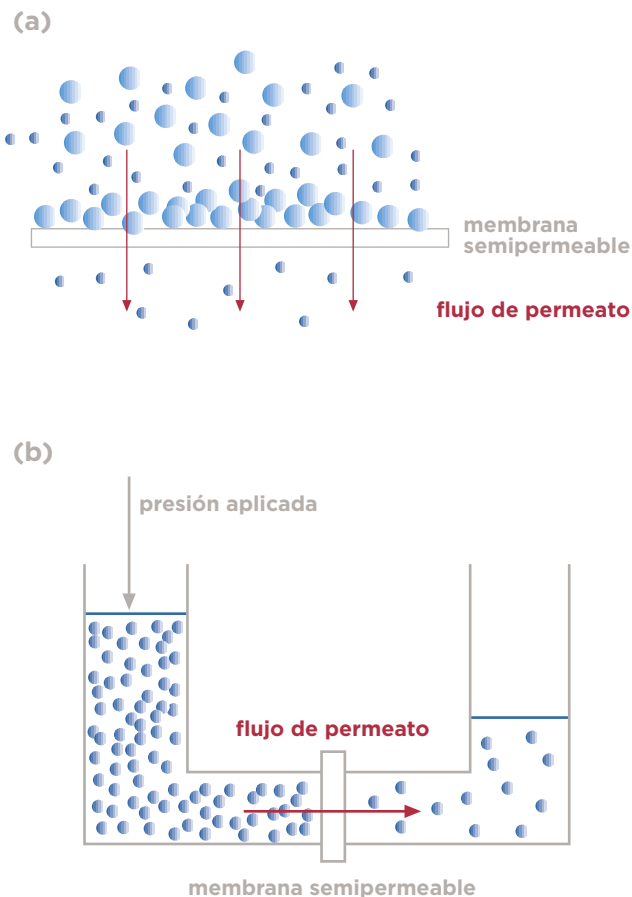 (a)
membrana
semipermeable
flujo de permeato
(b)
presión aplicada
flujo de permeato
membrana semipermeable